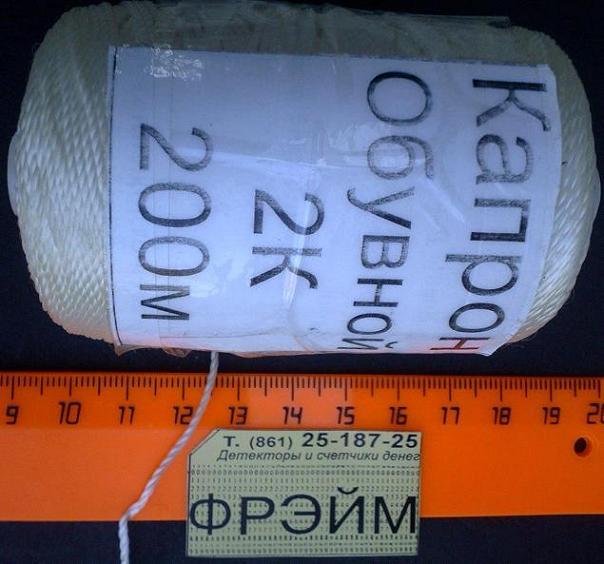 Капрон
Обувной
2К
200м
9 10 11 12 13 14 15 16 17 18 19 20
Т. (861) 25-187-25
Детекторы и счетчики денег
ФРЭЙМ